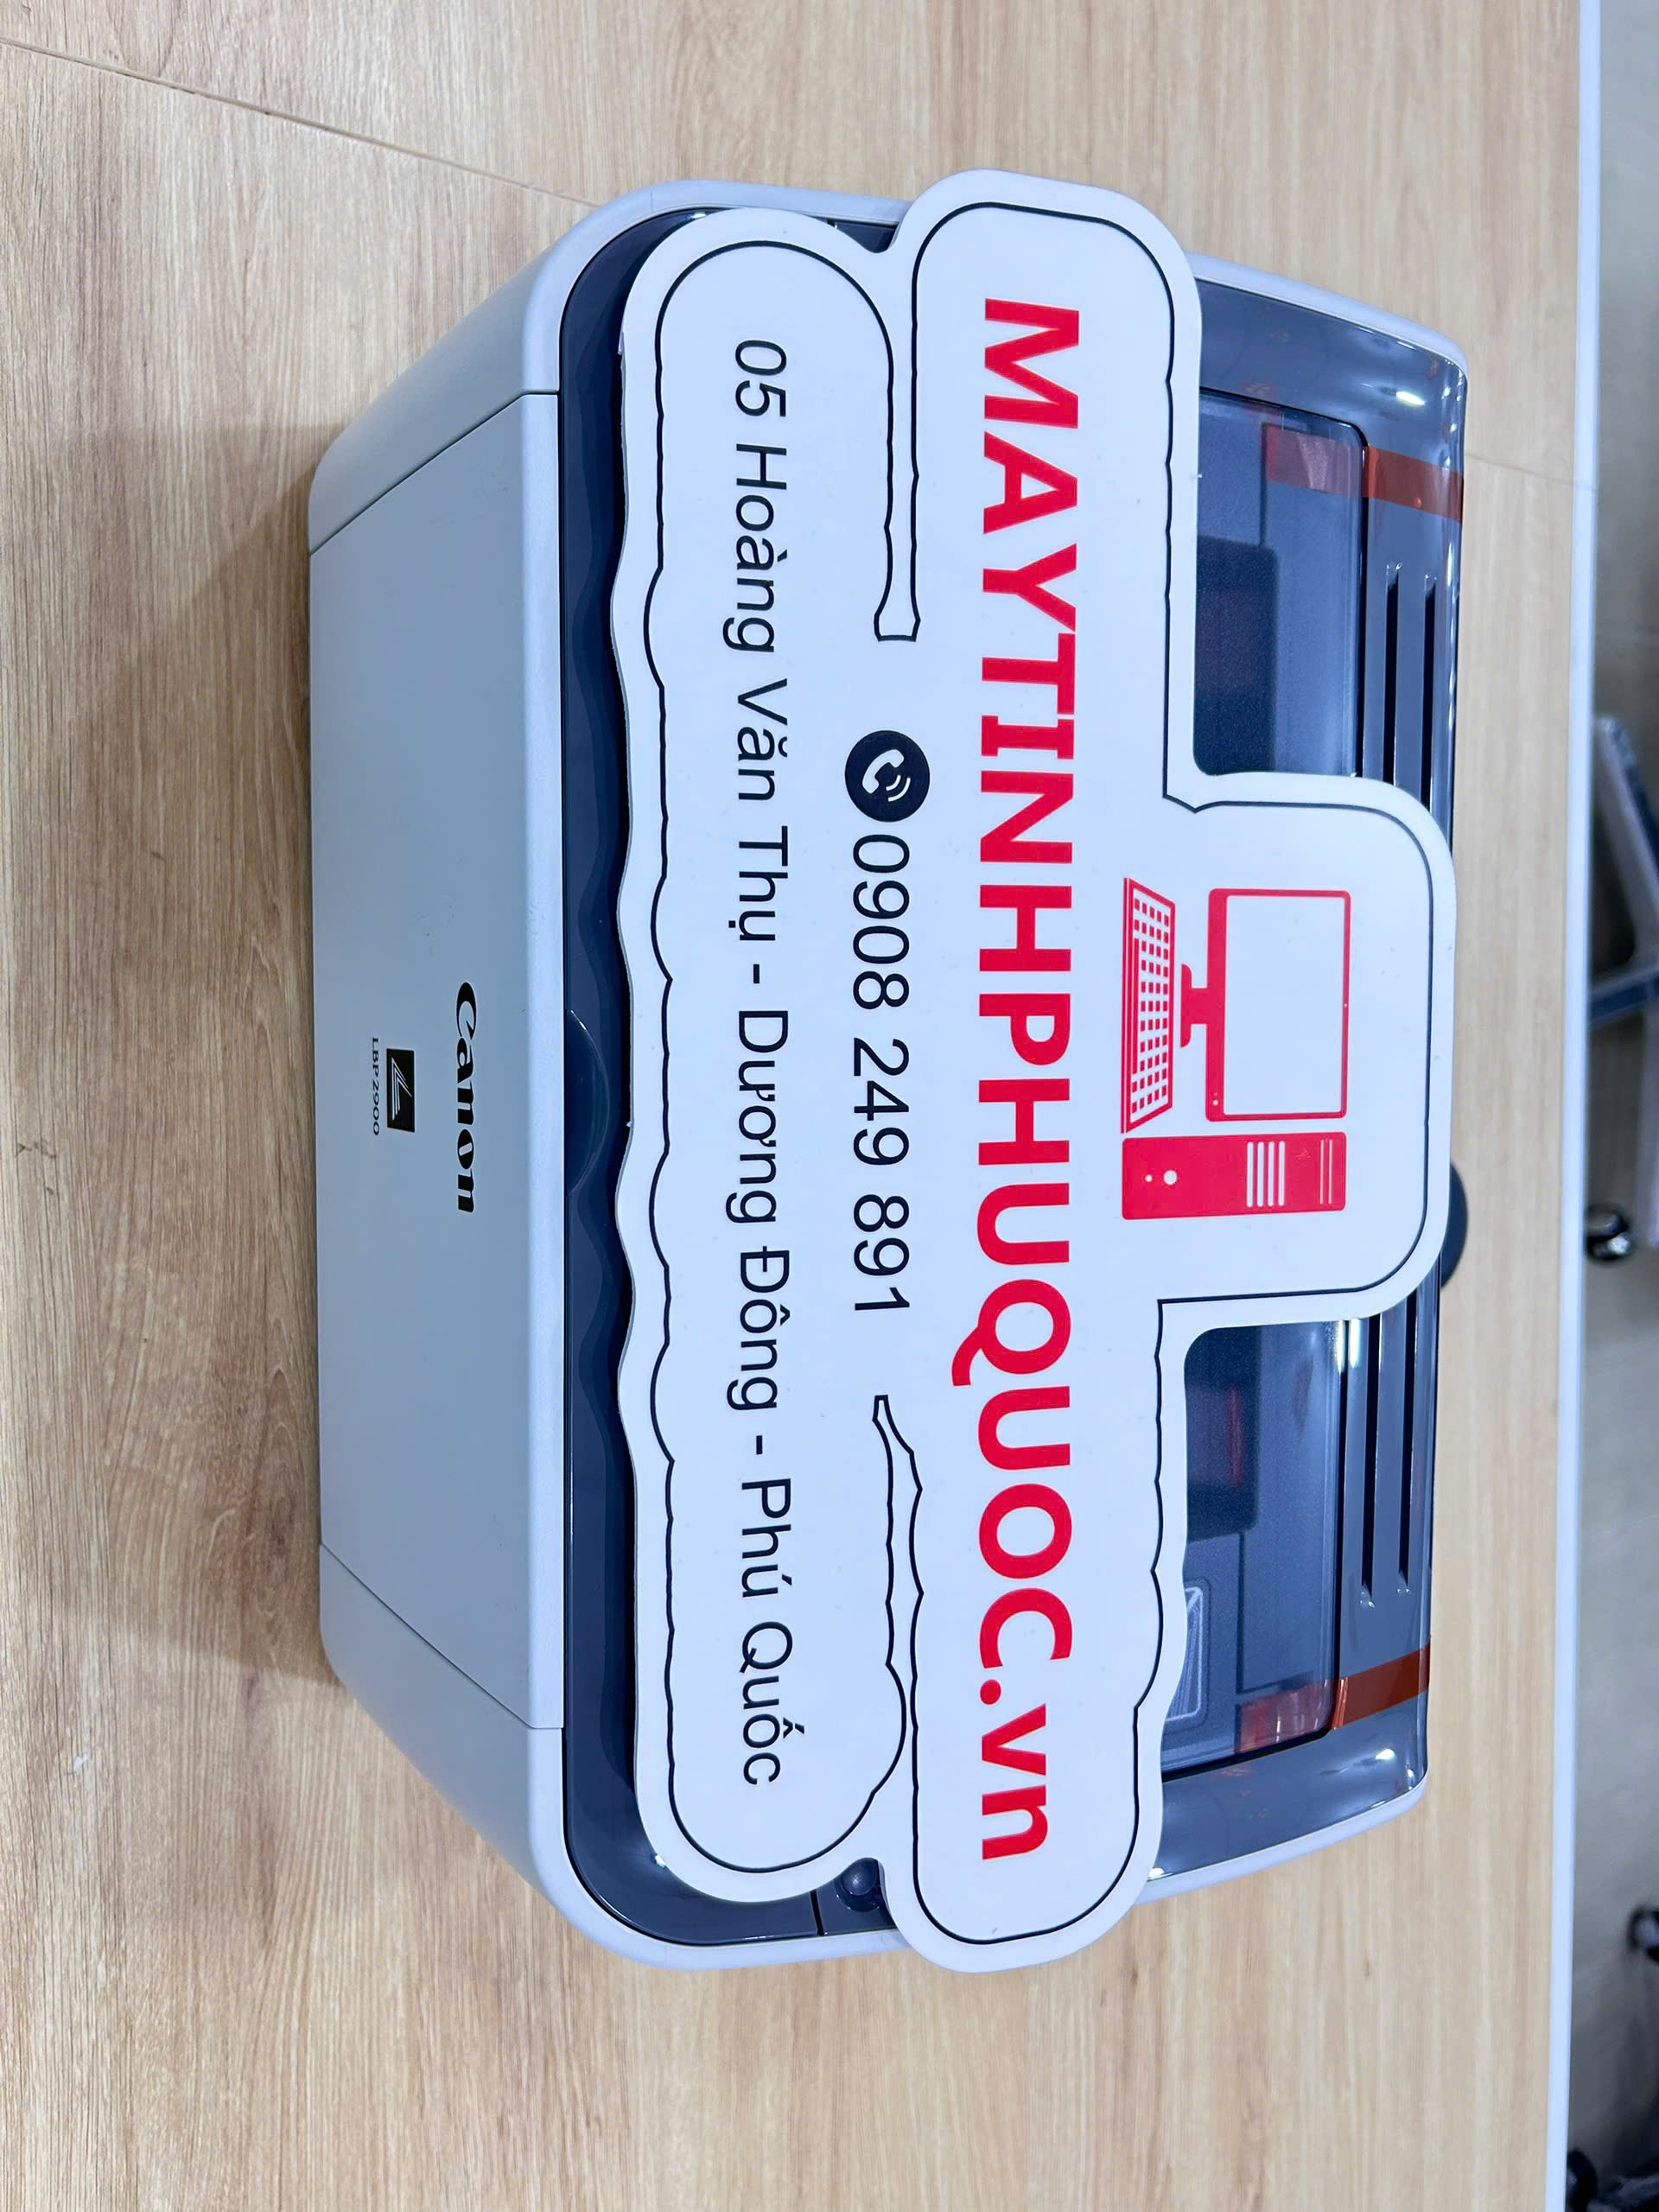 MAYTINHPHUQUOC.vn
0908 249 891
05 Hoàng Văn Thụ - Dương Đông - Phú Quốc
Canon
LBP2900